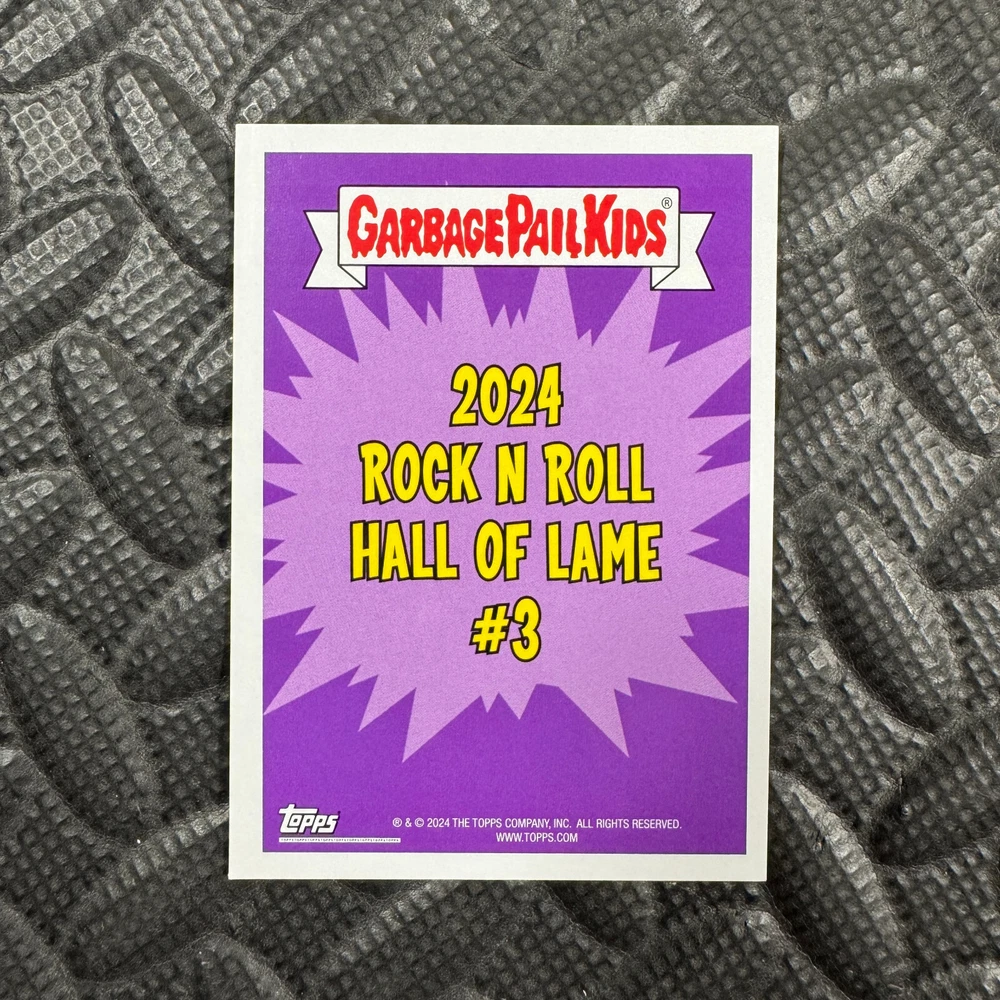 GARBAGE PAIL KIDS®
2024
ROCK N ROLL
HALL OF LAME
#3
Topps
® & © 2024 THE TOPPS COMPANY, INC. ALL RIGHTS RESERVED.
WWW.TOPPS.COM